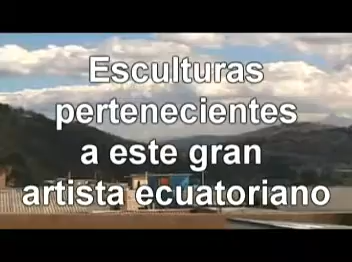 Esculturas
pertenecientes
a este gran
artista ecuatoriano